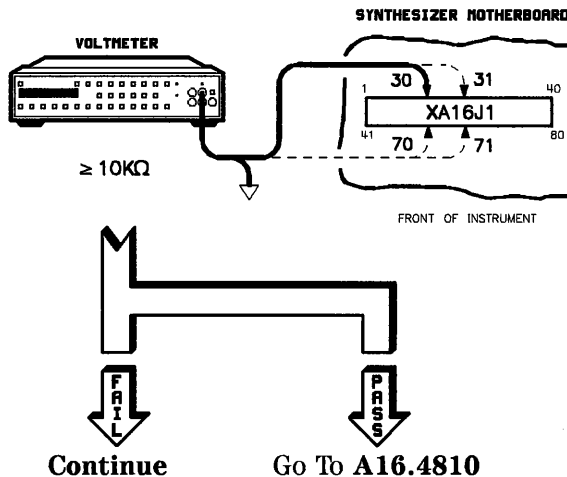 SYNTHESIZER MOTHERBOARD
VOLTMETER
30 31
1 40
XA16J1
41 80
70 71
≥ 10KΩ
FRONT OF INSTRUMENT
FAIL
PASS
Continue
Go To A16.4810